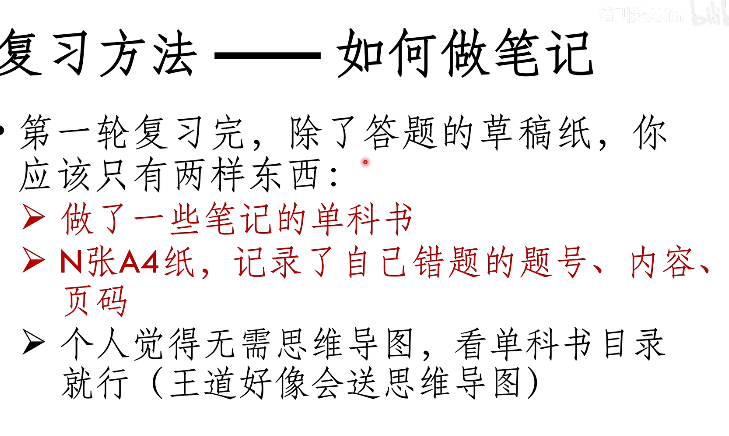 复习方法 —— 如何做笔记
• 第一轮复习完，除了答题的草稿纸，你
应该只有两样东西：
➢ 做了一些笔记的单科书
➢ N张A4纸，记录了自己错题的题号、内容、
页码
➢ 个人觉得无需思维导图，看单科书目录
就行（王道好像会送思维导图）